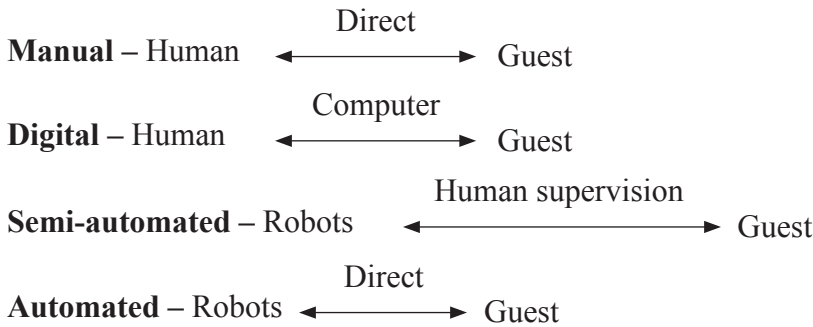 Direct
Manual – Human Guest
Computer
Digital – Human Guest
Human supervision
Semi-automated – Robots Guest
Direct
Automated – Robots Guest